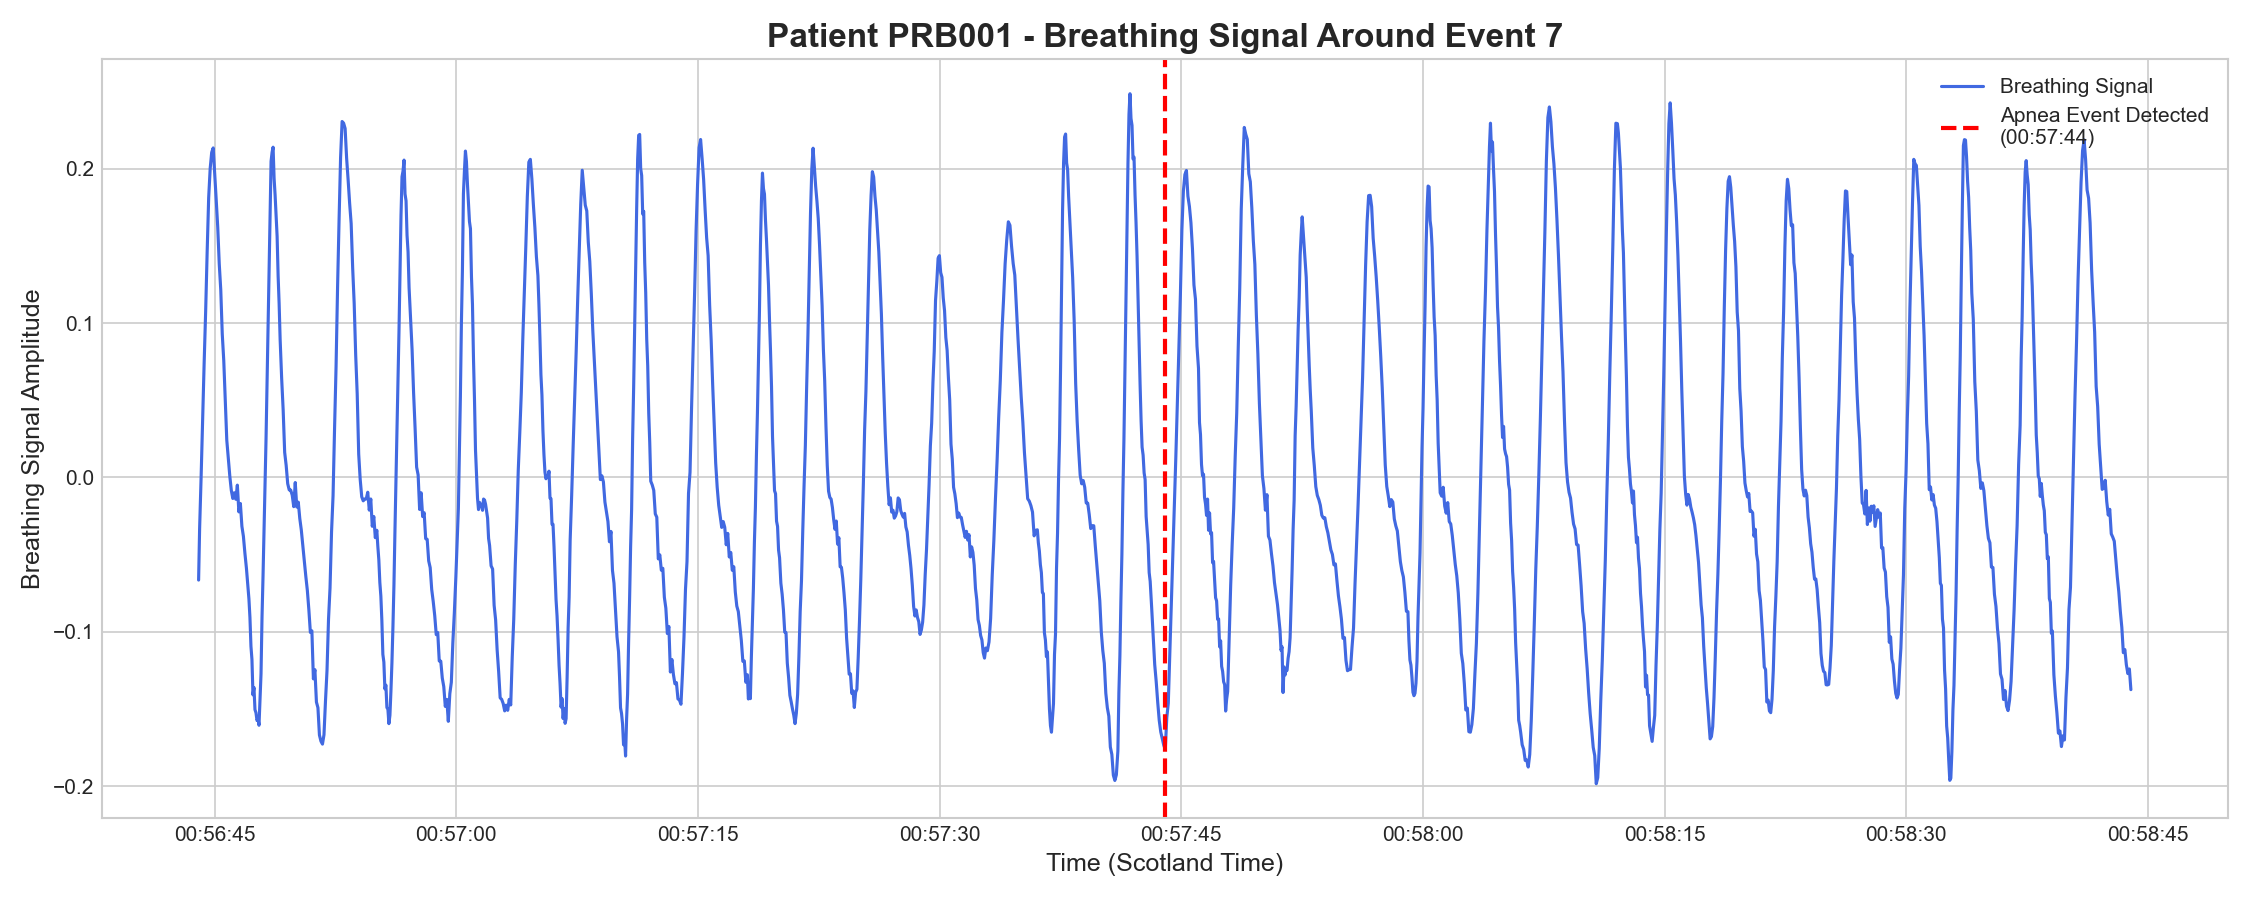 Patient PRB001 - Breathing Signal Around Event 7
Breathing Signal
Apnea Event Detected
(00:57:44)
Breathing Signal Amplitude
0.2
0.1
0.0
−0.1
−0.2
00:56:45 00:57:00 00:57:15 00:57:30 00:57:45 00:58:00 00:58:15 00:58:30 00:58:45
Time (Scotland Time)